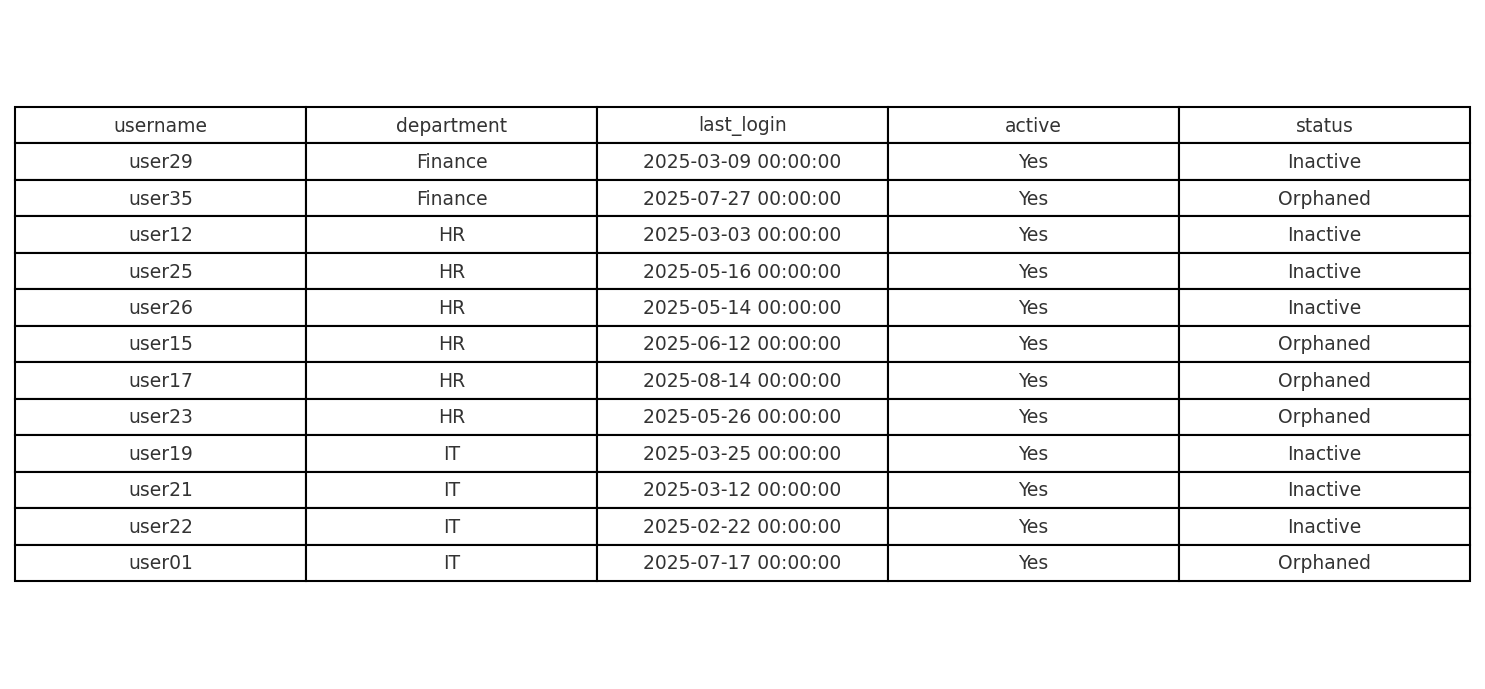 username department last_login active status
user29 Finance 2025-03-09 00:00:00 Yes Inactive
user35 Finance 2025-07-27 00:00:00 Yes Orphaned
user12 HR 2025-03-03 00:00:00 Yes Inactive
user25 HR 2025-05-16 00:00:00 Yes Inactive
user26 HR 2025-05-14 00:00:00 Yes Inactive
user15 HR 2025-06-12 00:00:00 Yes Orphaned
user17 HR 2025-08-14 00:00:00 Yes Orphaned
user23 HR 2025-05-26 00:00:00 Yes Orphaned
user19 IT 2025-03-25 00:00:00 Yes Inactive
user21 IT 2025-03-12 00:00:00 Yes Inactive
user22 IT 2025-02-22 00:00:00 Yes Inactive
user01 IT 2025-07-17 00:00:00 Yes Orphaned